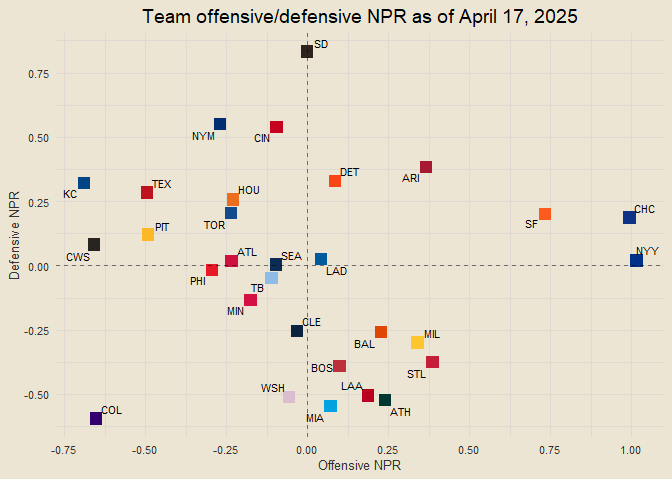 Team offensive/defensive NPR as of April 17, 2025
SD
0.75
NYM
CIN
0.50
DET
ARI
KC
TEX
HOU
0.25
TOR
PIT
SF
CHC
CWS
ATL
SEA
NYY
0.00
PHI
TB
LAD
MIN
CLE
-0.25
BAL
MIL
BOS
STL
WSH
LAA
-0.50
COL
MIA
ATH
Defensive NPR
-0.75
-0.50
-0.25
0.00
0.25
0.50
0.75
1.00
Offensive NPR